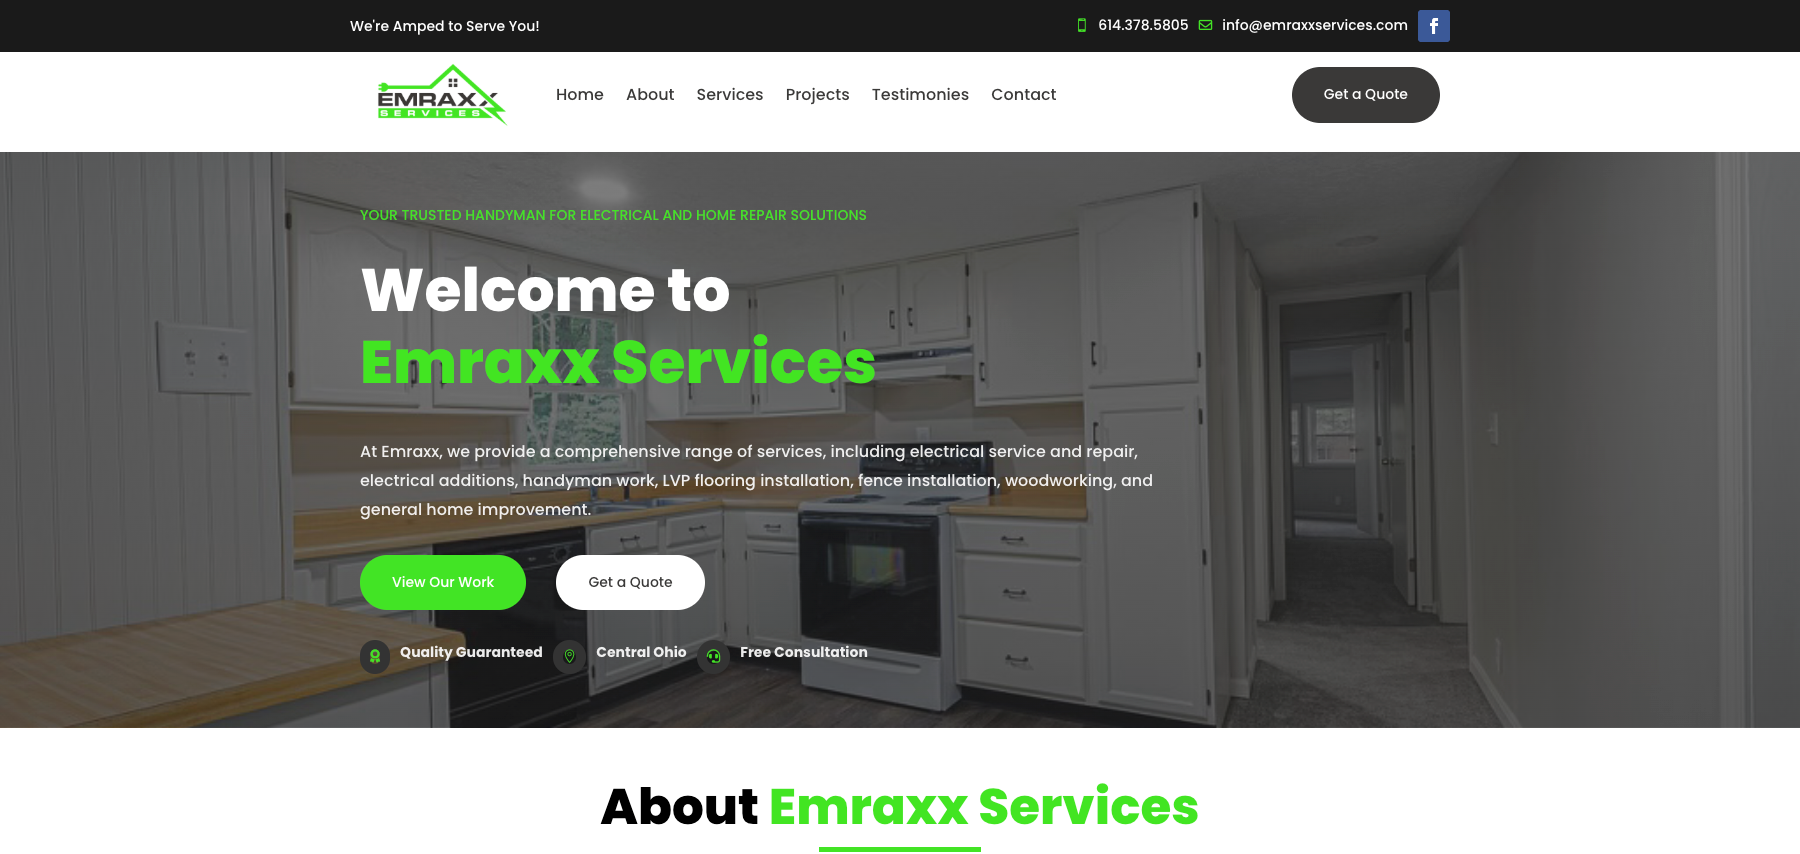 We're Amped to Serve You!
614.378.5805
info@emraxxservices.com
EMRAXX
SERVICES
Home
About
Services
Projects
Testimonies
Contact
Get a Quote
YOUR TRUSTED HANDYMAN FOR ELECTRICAL AND HOME REPAIR SOLUTIONS
Welcome to
Emraxx Services
At Emraxx, we provide a comprehensive range of services, including electrical service and repair,
electrical additions, handyman work, LVP flooring installation, fence installation, woodworking, and
general home improvement.
View Our Work
Get a Quote
Quality Guaranteed
Central Ohio
Free Consultation
About Emraxx Services